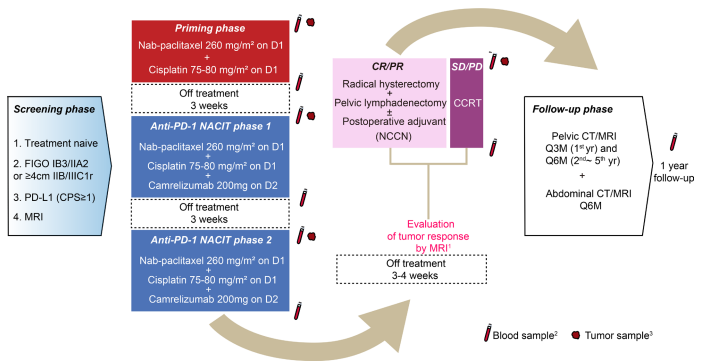 Screening phase
1. Treatment naive
2. FIGO IB3/IIA2
or ≥4cm IIB/IIIC1r
3. PD-L1 (CPS≥1)
4. MRI
Priming phase
Nab-paclitaxel 260 mg/m² on D1
+
Cisplatin 75-80 mg/m² on D1
Off treatment
3 weeks
Anti-PD-1 NACIT phase 1
Nab-paclitaxel 260 mg/m² on D1
+
Cisplatin 75-80 mg/m² on D1
+
Camrelizumab 200mg on D2
Off treatment
3 weeks
Anti-PD-1 NACIT phase 2
Nab-paclitaxel 260 mg/m² on D1
+
Cisplatin 75-80 mg/m² on D1
+
Camrelizumab 200mg on D2
CR/PR
Radical hysterectomy
+
Pelvic lymphadenectomy
±
Postoperative adjuvant
(NCCN)
SD/PD
CCRT
Evaluation
of tumor response
by MRI¹
Off treatment
3-4 weeks
Follow-up phase
Pelvic CT/MRI
Q3M (1st yr) and
Q6M (2nd~ 5th yr)
+
Abdominal CT/MRI
Q6M
1 year
follow-up
Blood sample²
Tumor sample³